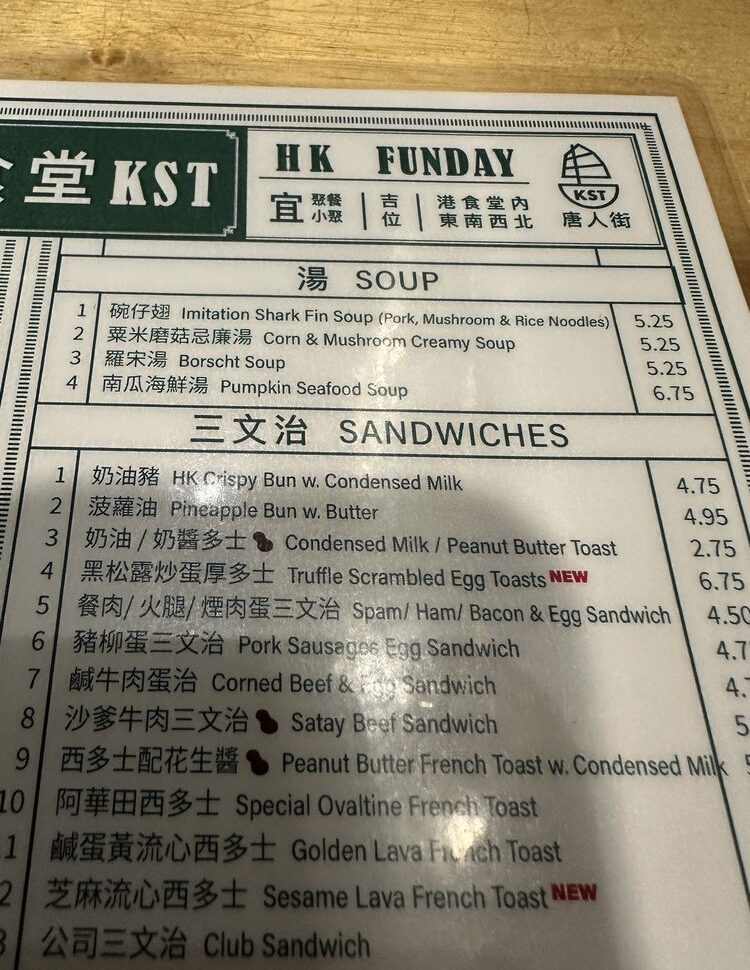 食堂 KST
HK FUNDAY
宜 聚餐 小聚 吉位 港食堂內 東南西北
KST
唐人街
湯 SOUP
1 碗仔翅 Imitation Shark Fin Soup (Pork, Mushroom & Rice Noodles) 5.25
2 粟米磨菇忌廉湯 Corn & Mushroom Creamy Soup 5.25
3 羅宋湯 Borscht Soup 5.25
4 南瓜海鮮湯 Pumpkin Seafood Soup 6.75
三文治 SANDWICHES
1 奶油豬 HK Crispy Bun w. Condensed Milk 4.75
2 菠蘿油 Pineapple Bun w. Butter 4.95
3 奶油 / 奶醬多士 Condensed Milk / Peanut Butter Toast 2.75
4 黑松露炒蛋厚多士 Truffle Scrambled Egg Toasts NEW 6.75
5 餐肉/ 火腿/ 煙肉蛋三文治 Spam/ Ham/ Bacon & Egg Sandwich 4.50
6 豬柳蛋三文治 Pork Sausages Egg Sandwich 4.7
7 鹹牛肉蛋治 Corned Beef & Egg Sandwich 4.
8 沙爹牛肉三文治 Satay Beef Sandwich 5
9 西多士配花生醬 Peanut Butter French Toast w. Condensed Milk
10 阿華田西多士 Special Ovaltine French Toast
1 鹹蛋黃流心西多士 Golden Lava French Toast
2 芝麻流心西多士 Sesame Lava French Toast NEW
3 公司三文治 Club Sandwich